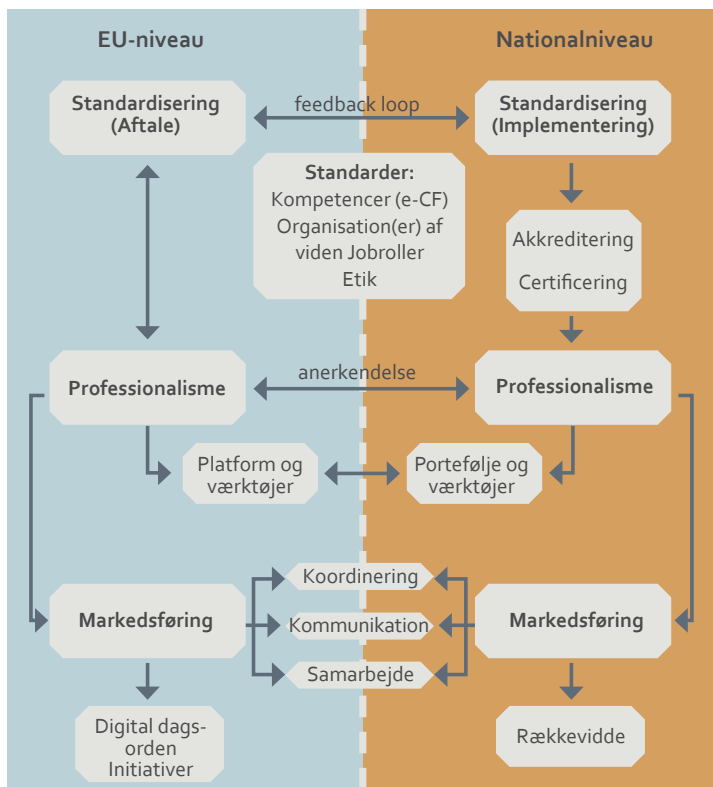 EU-niveau
Nationalniveau
Standardisering
(Aftale)
feedback loop
Standardisering
(Implementering)
Standarder:
Kompetencer (e-CF)
Organisation(er) af
viden Jobroller
Etik
Akkreditering
Certificering
Professionalisme
anerkendelse
Professionalisme
Platform og
værktøjer
Portefølje og
værktøjer
Koordinering
Markedsføring
Kommunikation
Markedsføring
Samarbejde
Digital dags-
orden
Initiativer
Rækkevidde